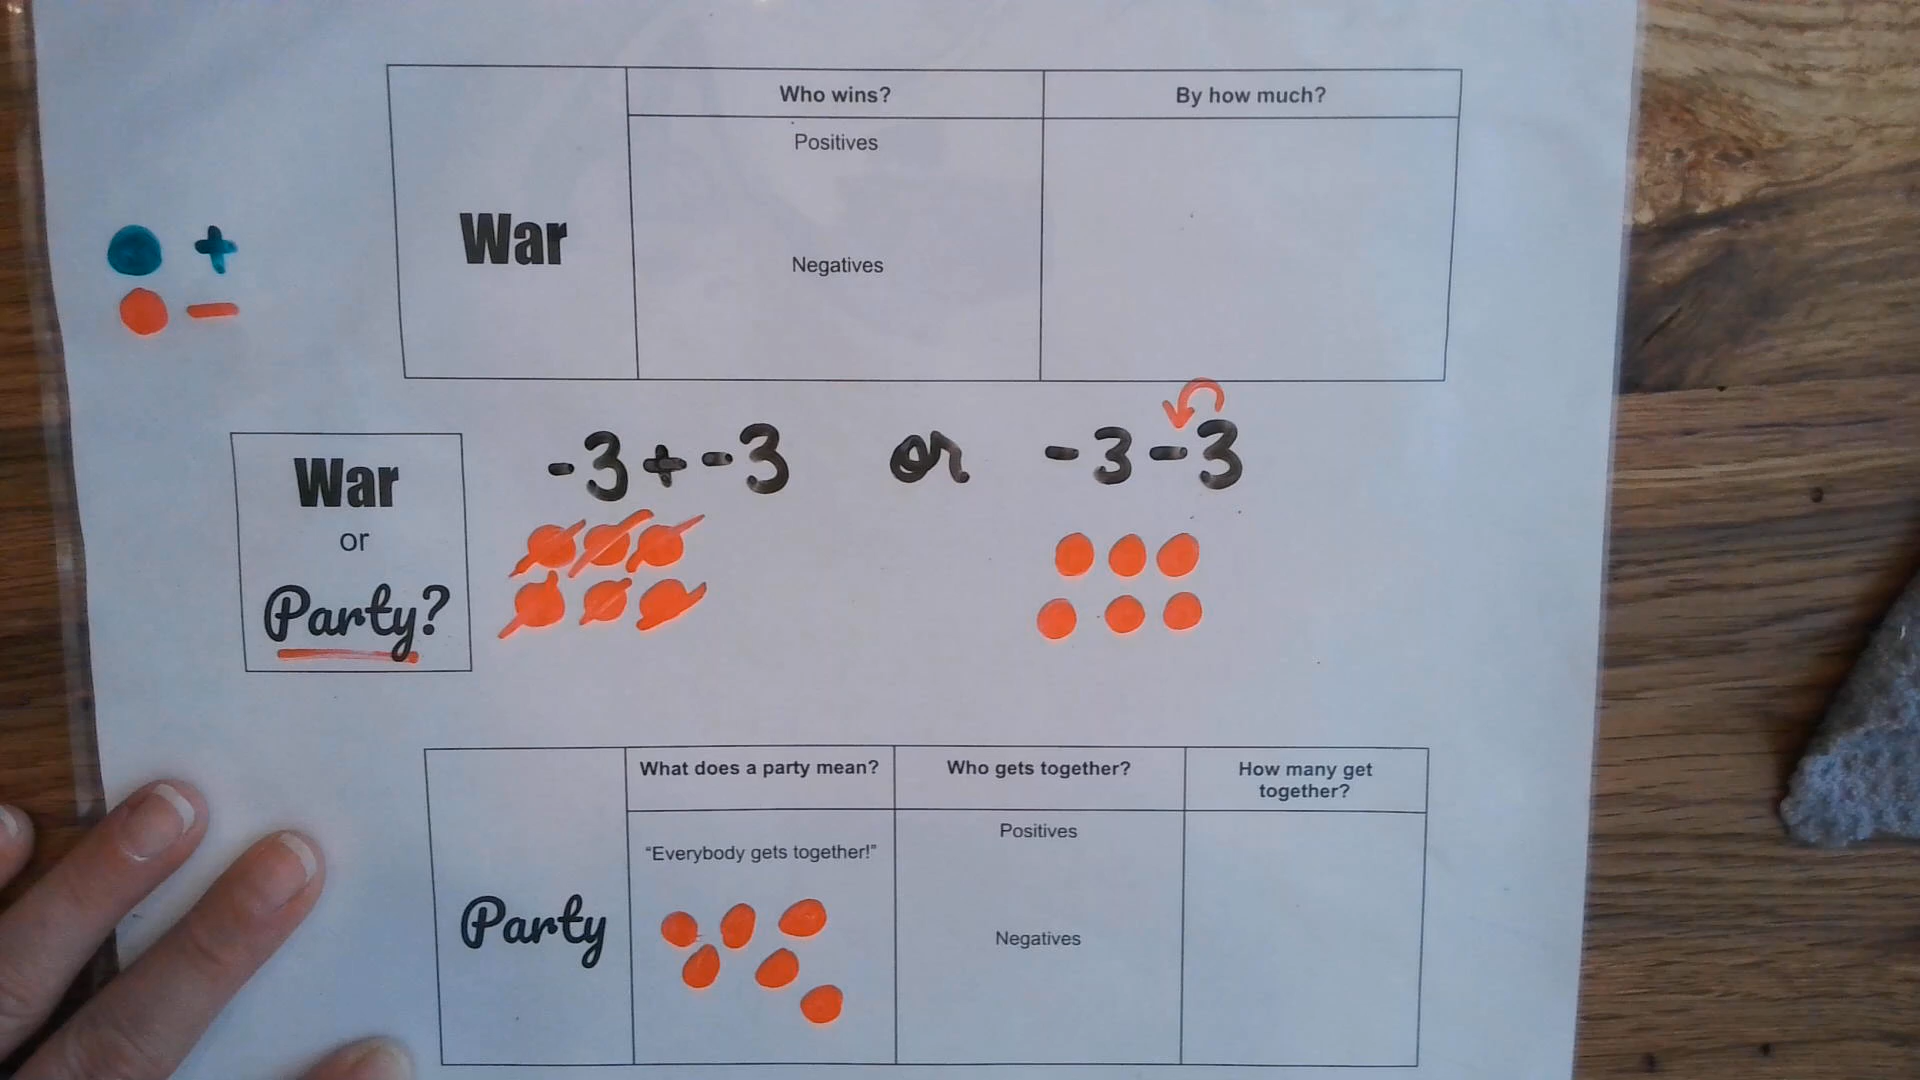 Who wins?
By how much?
War
Positives
Negatives
+
-
War
or
Party?
-3+-3 or -3-3
What does a party mean?
Who gets together?
How many get
together?
Party
"Everybody gets together!"
Positives
Negatives